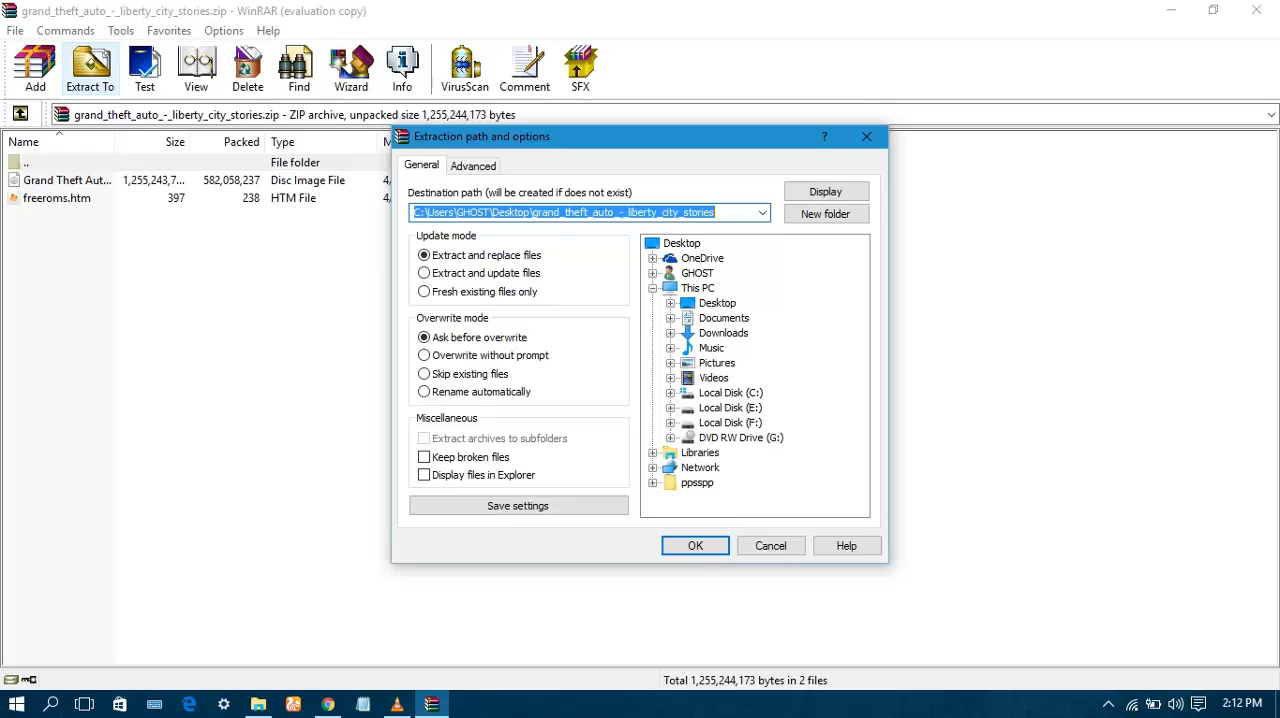 grand_theft_auto_-_liberty_city_stories.zip - WinRAR (evaluation copy)
File Commands Tools Favorites Options Help
Add Extract To Test View Delete Find Wizard Info VirusScan Comment SFX
grand_theft_auto_-_liberty_city_stories.zip - ZIP archive, unpacked size 1,255,244,173 bytes
Name Size Packed Type M
.. File folder
Grand Theft Aut... 1,255,243,7... 582,058,237 Disc Image File 4/
freeroms.htm 397 238 HTM File 4/
Extraction path and options ?
General Advanced
Destination path (will be created if does not exist)
Display
C:\Users\GHOST\Desktop\grand_theft_auto_-_liberty_city_stories
New folder
Update mode
Extract and replace files
Extract and update files
Fresh existing files only
Overwrite mode
Ask before overwrite
Overwrite without prompt
Skip existing files
Rename automatically
Miscellaneous
Extract archives to subfolders
Keep broken files
Display files in Explorer
Save settings
Desktop
OneDrive
GHOST
This PC
Desktop
Documents
Downloads
Music
Pictures
Videos
Local Disk (C:)
Local Disk (E:)
Local Disk (F:)
DVD RW Drive (G:)
Libraries
Network
ppsspp
OK Cancel Help
Total 1,255,244,173 bytes in 2 files
2:12 PM